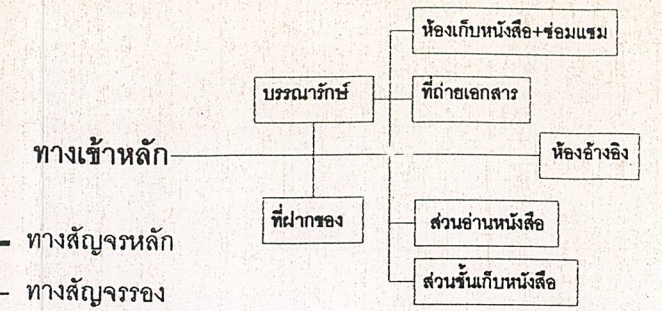 ห้องเก็บหนังสือ+ซ่อมแซม
บรรณารักษ์
ที่ถ่ายเอกสาร
ทางเข้าหลัก
ห้องอ้างอิง
ที่ฝากของ
ส่วนอ่านหนังสือ
ทางสัญจรหลัก
ส่วนชั้นเก็บหนังสือ
ทางสัญจรรอง